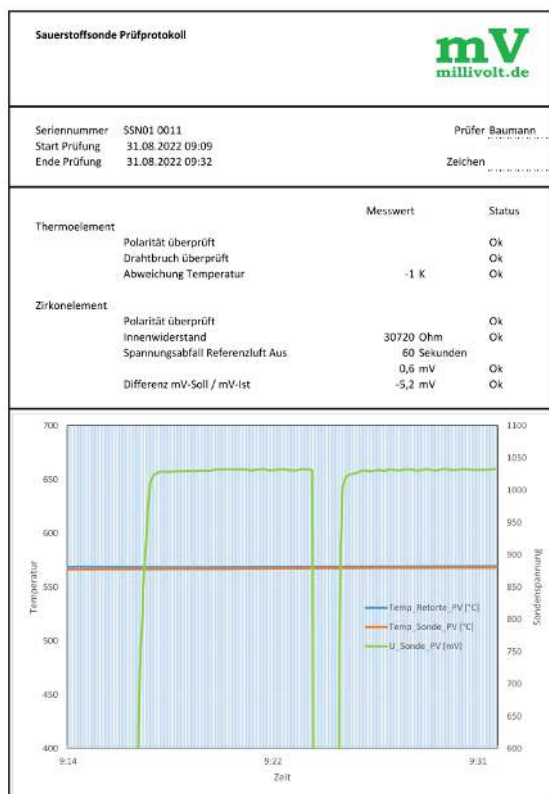 Sauerstoffsonde Prüfprotokoll
mV
millivolt.de
Seriennummer SSN01 0011 Prüfer Baumann
Start Prüfung 31.08.2022 09:09
Ende Prüfung 31.08.2022 09:32 Zeichen
Messwert Status
Thermoelement
Polarität überprüft Ok
Drahtbruch überprüft Ok
Abweichung Temperatur -1 K Ok
Zirkonelement
Polarität überprüft Ok
Innenwiderstand 30720 Ohm Ok
Spannungsabfall Referenzluft Aus 60 Sekunden
0,6 mV Ok
Differenz mV-Soll / mV-Ist -5,2 mV Ok
700 1100
1050
650
1000
600 950
900
Temperatur
550
850
Sondenspannung
Temp_Retorte_PV [°C]
Temp_Sonde_PV [°C]
U_Sonde_PV [mV]
500 800
750
450 700
650
400 600
9:14 9:22 9:31
Zeit